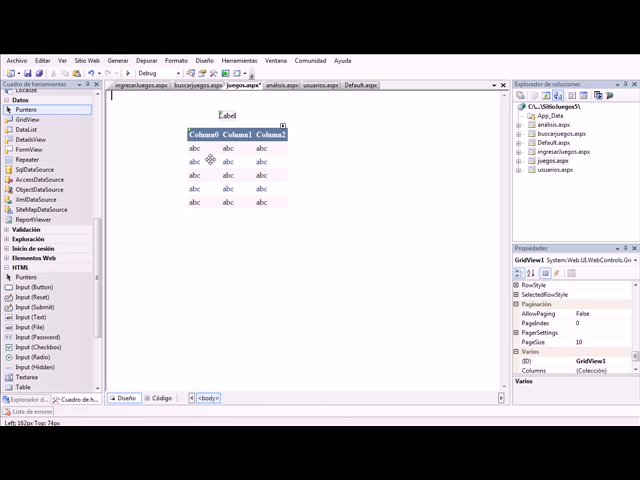 Archivo Editar Ver Sitio Web Generar Depurar Formato Diseño Herramientas Ventana Comunidad Ayuda
Debug
Cuadro de herramientas
ingresarJuegos.aspx buscarjuegos.aspx juegos.aspx* análisis.aspx usuarios.aspx Default.aspx
Explorador de soluciones
Localize
Datos
Puntero
GridView
DataList
DetailsView
FormView
Repeater
SqlDataSource
AccessDataSource
ObjectDataSource
XmlDataSource
SiteMapDataSource
ReportViewer
Validación
Exploración
Inicio de sesión
Elementos Web
HTML
Puntero
Input (Button)
Input (Reset)
Input (Submit)
Input (Text)
Input (File)
Input (Password)
Input (Checkbox)
Input (Radio)
Input (Hidden)
Textarea
Table
Explorador d... Cuadro de h...
Lista de errores
Left: 162px Top: 74px
Label
Column0 Column1 Column2
abc abc abc
abc abc abc
abc abc abc
abc abc abc
abc abc abc
Diseño Código <body>
C:\...\SitioJuegos5\
App_Data
análisis.aspx
buscarjuegos.aspx
Default.aspx
ingresarJuegos.aspx
juegos.aspx
usuarios.aspx
Propiedades
GridView1 System.Web.UI.WebControls.Gri
RowStyle
SelectedRowStyle
Paginación
AllowPaging False
PageIndex 0
PagerSettings
PageSize 10
Varios
(ID) GridView1
Columns (Colección)
Varios